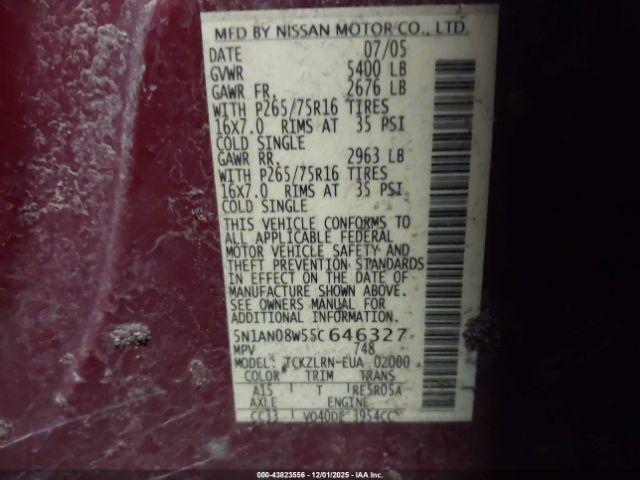 MFD BY NISSAN MOTOR CO., LTD.
DATE 07/05
GVWR 5400 LB
GAWR FR. 2676 LB
WITH P265/75R16 TIRES
16X7.0 RIMS AT 35 PSI
COLD SINGLE
GAWR RR. 2963 LB
WITH P265/75R16 TIRES
16X7.0 RIMS AT 35 PSI
COLD SINGLE
THIS VEHICLE CONFORMS TO
ALL APPLICABLE FEDERAL
MOTOR VEHICLE SAFETY AND
THEFT PREVENTION STANDARDS
IN EFFECT ON THE DATE OF
MANUFACTURE SHOWN ABOVE.
SEE OWNERS MANUAL FOR
ADDITIONAL INFORMATION.
5N1AN08W55C646327
MPV 748
MODEL: TCKZLRN-EUA 02000
COLOR TRIM TRANS
A15 T RE5R05A
AXLE ENGINE
CC33 VQ40DE 3954CC
000-43823556 • 12/01/2025 • IAAI.COM